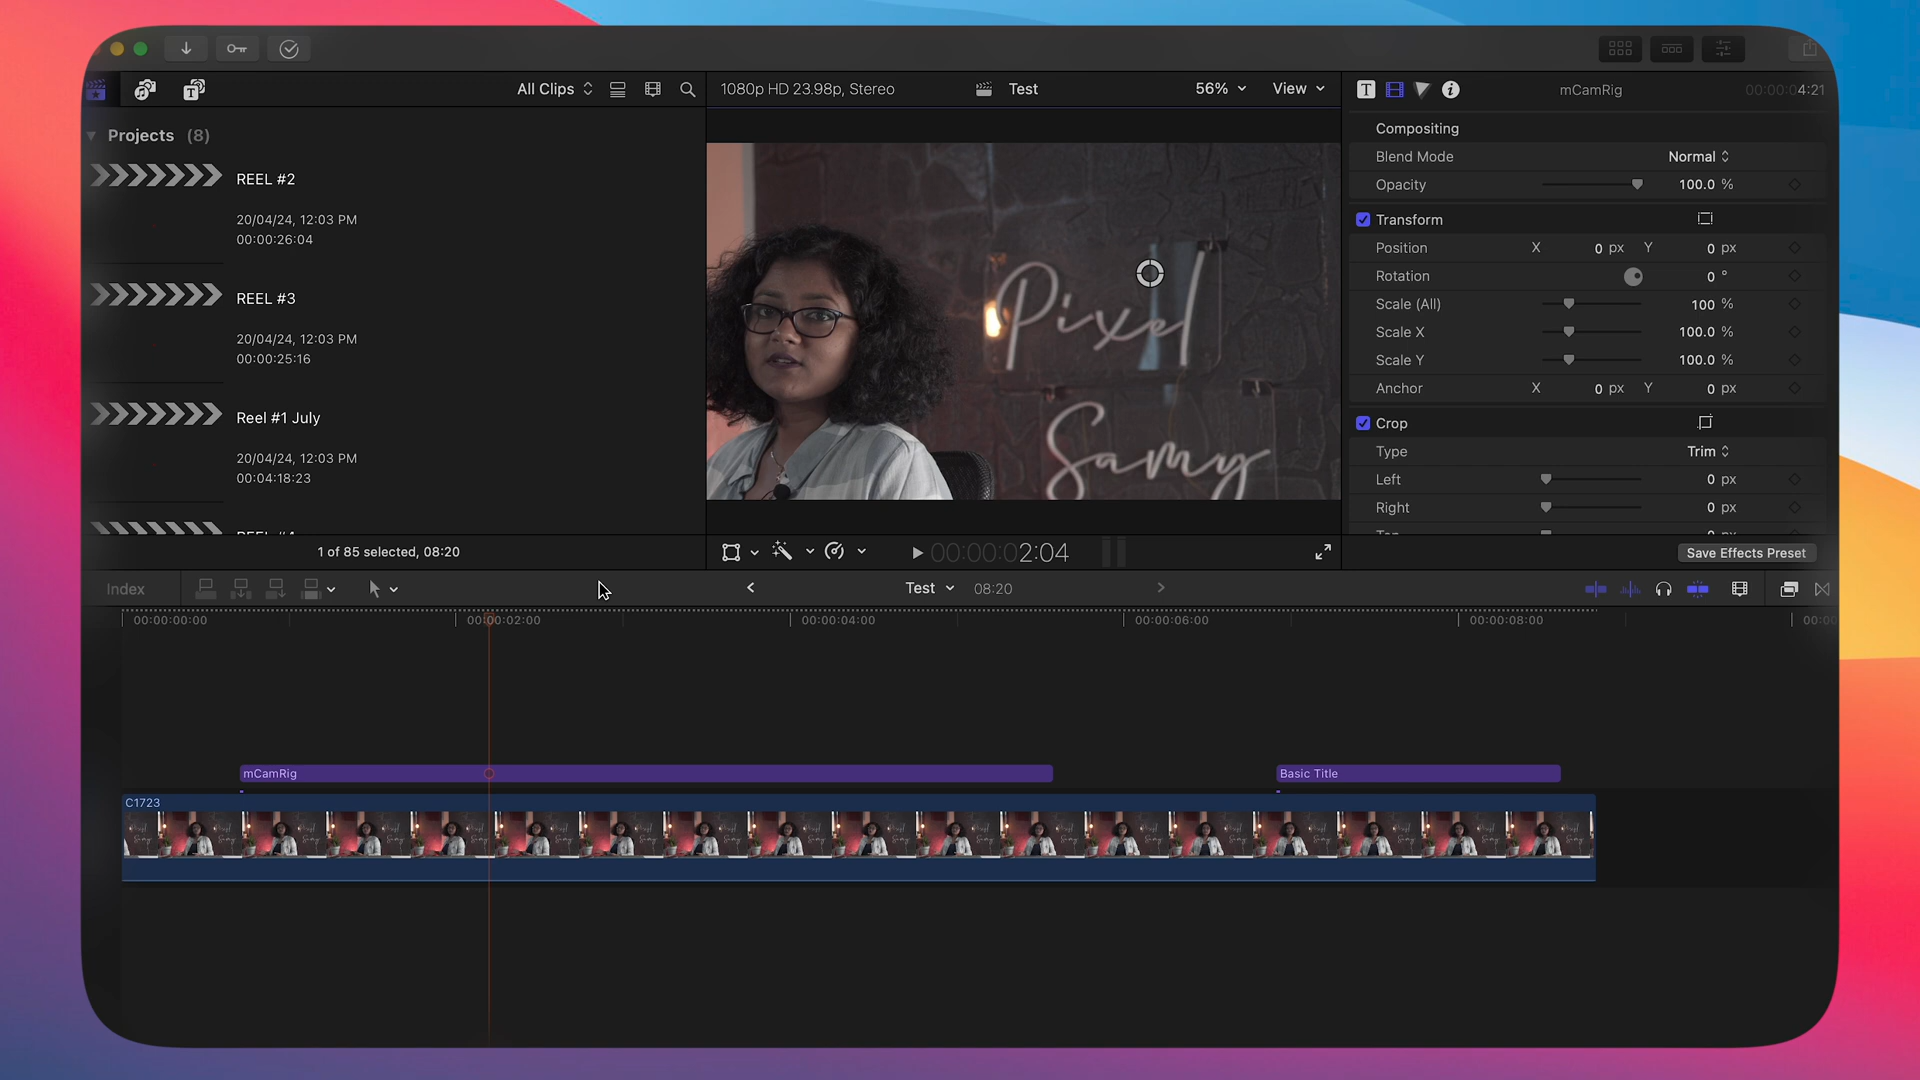 All Clips
1080p HD 23.98p, Stereo
Test
56%
View
mCamRig
00:00:04:21
Projects (8)
REEL #2
20/04/24, 12:03 PM
00:00:26:04
REEL #3
20/04/24, 12:03 PM
00:00:25:16
Reel #1 July
20/04/24, 12:03 PM
00:04:18:23
REEL #4
1 of 85 selected, 08:20
Pixel
Samy
00:00:02:04
Compositing
Blend Mode Normal
Opacity 100.0 %
Transform
Position X 0 px Y 0 px
Rotation 0 °
Scale (All) 100 %
Scale X 100.0 %
Scale Y 100.0 %
Anchor X 0 px Y 0 px
Crop
Type Trim
Left 0 px
Right 0 px
Save Effects Preset
Index
Test 08:20
00:00:00:00 00:00:02:00 00:00:04:00 00:00:06:00 00:00:08:00
mCamRig
Basic Title
C1723